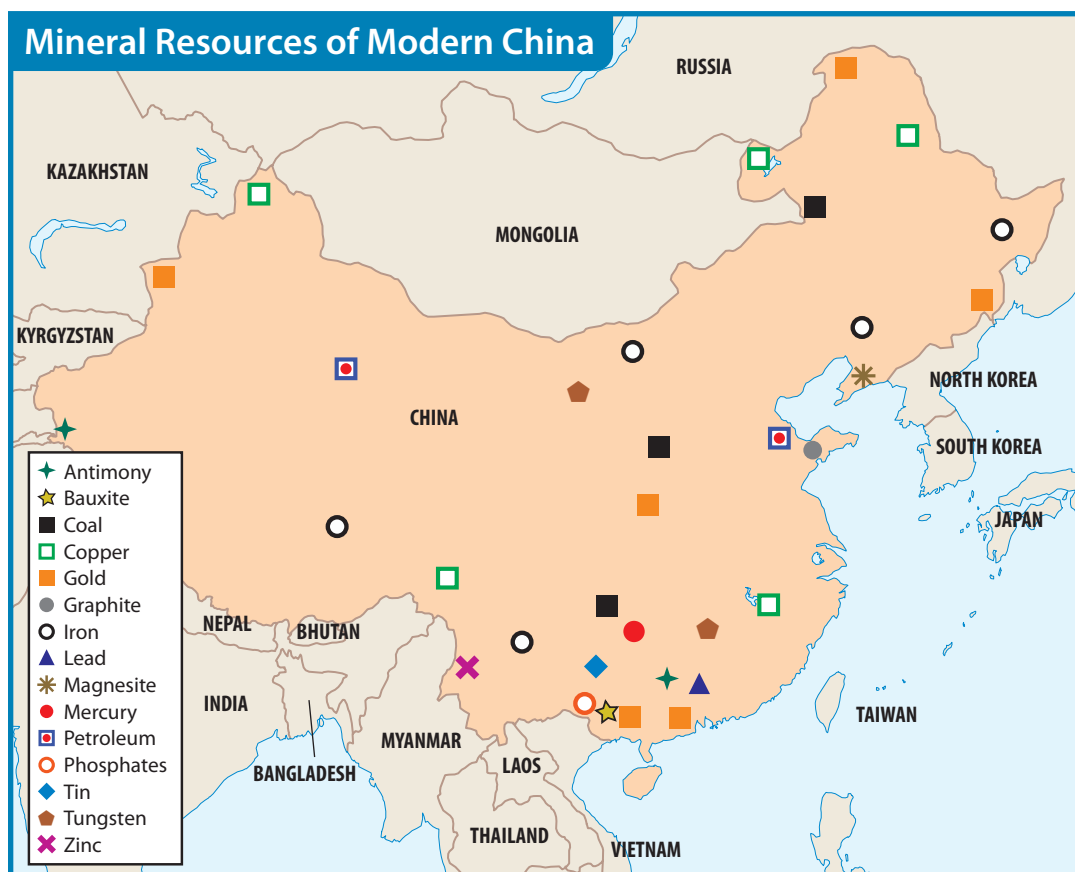 Mineral Resources of Modern China
RUSSIA
KAZAKHSTAN
MONGOLIA
KYRGYZSTAN
NORTH KOREA
CHINA
SOUTH KOREA
JAPAN
Antimony
Bauxite
Coal
Copper
Gold
Graphite
Iron
Lead
Magnesite
Mercury
Petroleum
Phosphates
Tin
Tungsten
Zinc
NEPAL
BHUTAN
INDIA
TAIWAN
MYANMAR
BANGLADESH
LAOS
THAILAND
VIETNAM